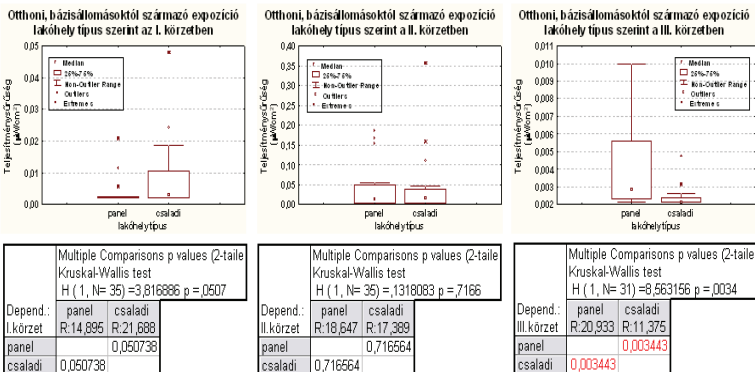 Otthoni, bázisállomásoktól származó expozíció
lakóhely típus szerint az I. körzetben
0,05
0,04
0,03
0,02
0,01
0,00
Teljesítménysűrűség
(µW/cm²)
Median
25%-75%
Non-Outlier Range
Outliers
Extremes
panel
csaladi
lakóhelytípus
Otthoni, bázisállomásoktól származó expozíció
lakóhely típus szerint a II. körzetben
0,40
0,35
0,30
0,25
0,20
0,15
0,10
0,05
0,00
Teljesítménysűrűség
(µW/cm²)
Median
25%-75%
Non-Outlier Range
Outliers
Extremes
panel
csaladi
lakóhelytípus
Otthoni, bázisállomásoktól származó expozíció
lakóhely típus szerint a III. körzetben
0,011
0,010
0,009
0,008
0,007
0,006
0,005
0,004
0,003
0,002
Teljesítménysűrűség
(µW/cm²)
Median
25%-75%
Non-Outlier Range
Outliers
Extremes
panel
csaladi
lakóhelytípus
Multiple Comparisons p values (2-taile
Kruskal-Wallis test
H ( 1, N= 35) =3,816886 p =,0507
Depend.: panel csaladi
I.körzet R:14,895 R:21,688
panel 0,050738
csaladi 0,050738
Multiple Comparisons p values (2-taile
Kruskal-Wallis test
H ( 1, N= 35) =,1318083 p =,7166
Depend.: panel csaladi
II.körzet R:18,647 R:17,389
panel 0,716564
csaladi 0,716564
Multiple Comparisons p values (2-taile
Kruskal-Wallis test
H ( 1, N= 31) =8,563156 p =,0034
Depend.: panel csaladi
III.körzet R:20,933 R:11,375
panel 0,003443
csaladi 0,003443